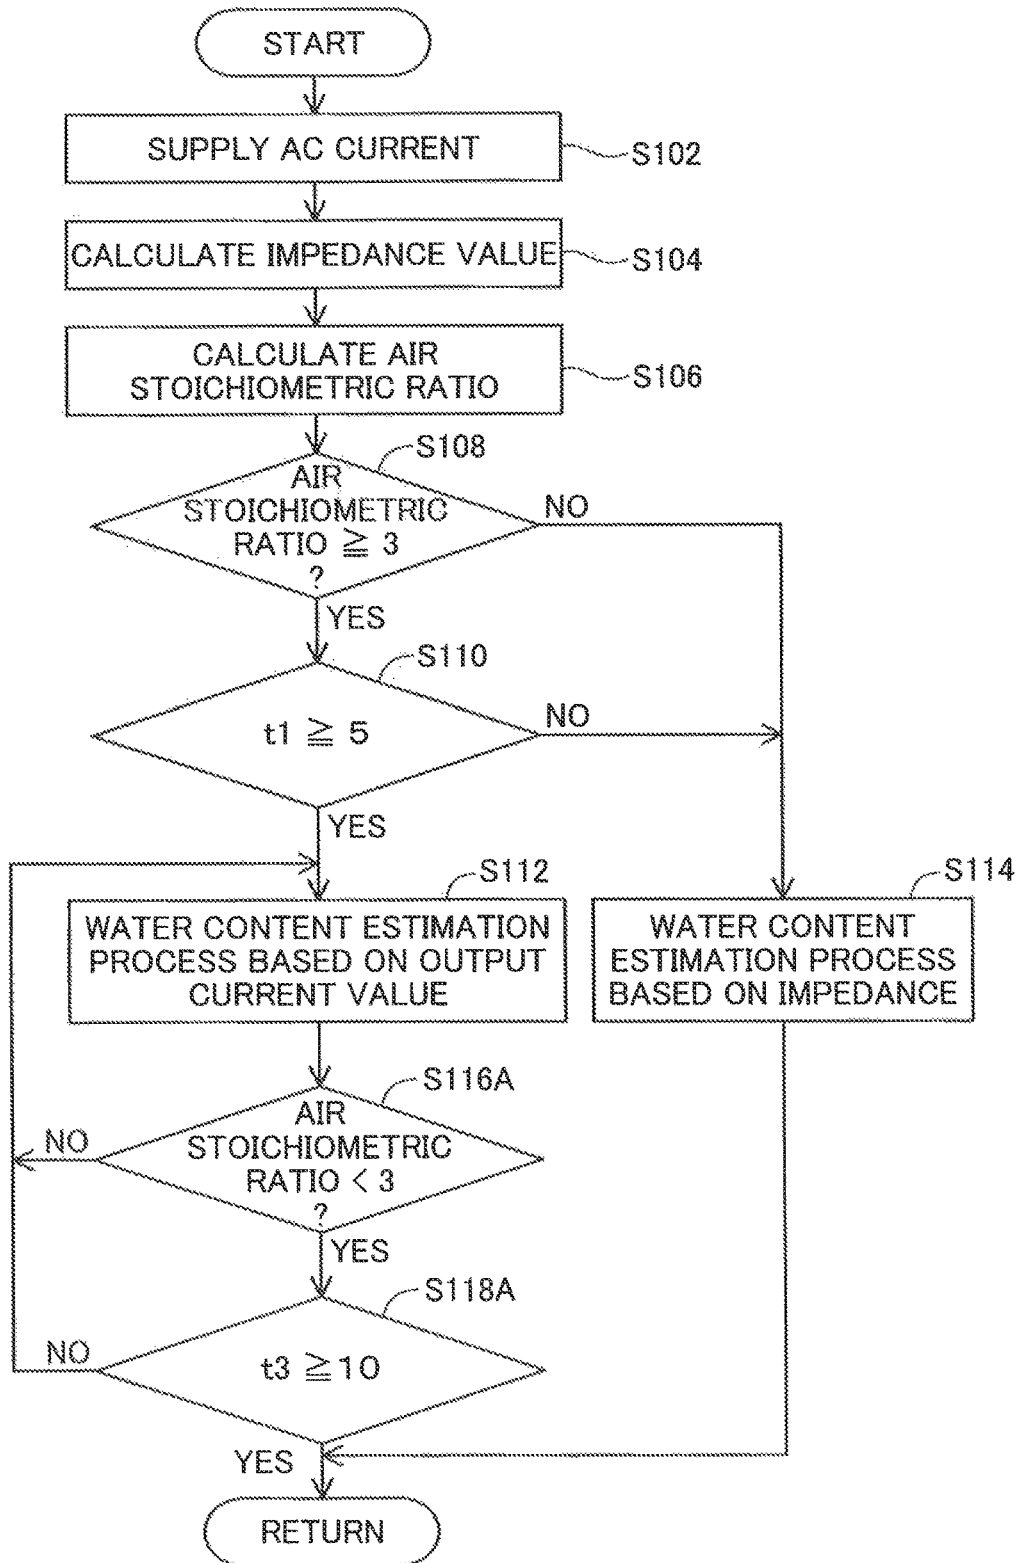 START
SUPPLY AC CURRENT
S102
CALCULATE IMPEDANCE VALUE
S104
CALCULATE AIR
STOICHIOMETRIC RATIO
S106
S108
AIR
STOICHIOMETRIC
RATIO ≧ 3
?
NO
YES
S110
t1 ≧ 5
NO
YES
S112
WATER CONTENT ESTIMATION
PROCESS BASED ON OUTPUT
CURRENT VALUE
S114
WATER CONTENT
ESTIMATION PROCESS
BASED ON IMPEDANCE
S116A
AIR
STOICHIOMETRIC
RATIO < 3
?
NO
YES
S118A
t3 ≧10
NO
YES
RETURN